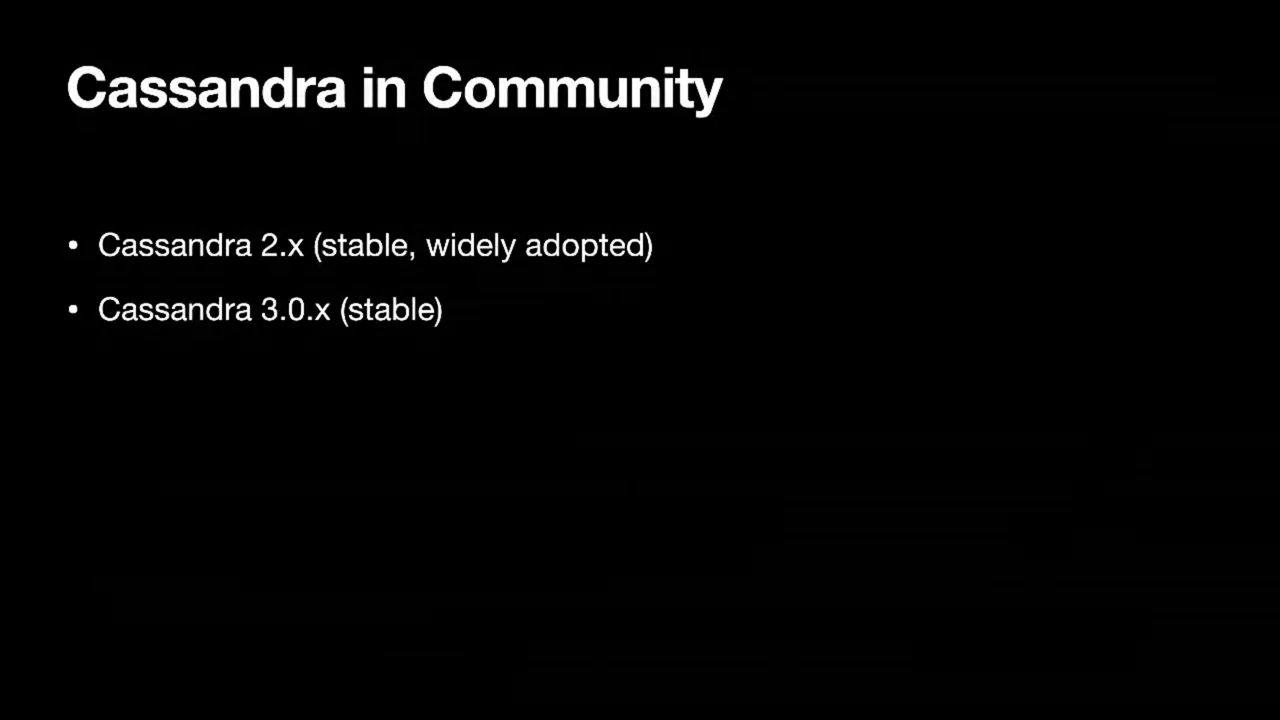 Cassandra in Community
• Cassandra 2.x (stable, widely adopted)
• Cassandra 3.0.x (stable)